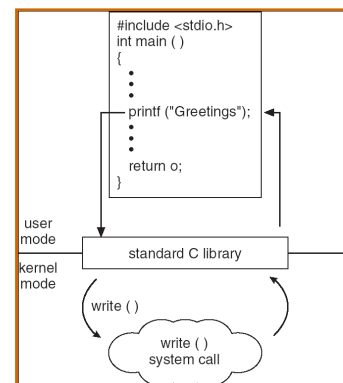 #include <stdio.h>
int main ( )
{
•
•
•
printf ("Greetings");
•
•
•
return o;
}
user
mode
standard C library
kernel
mode
write ( )
write ( )
system call